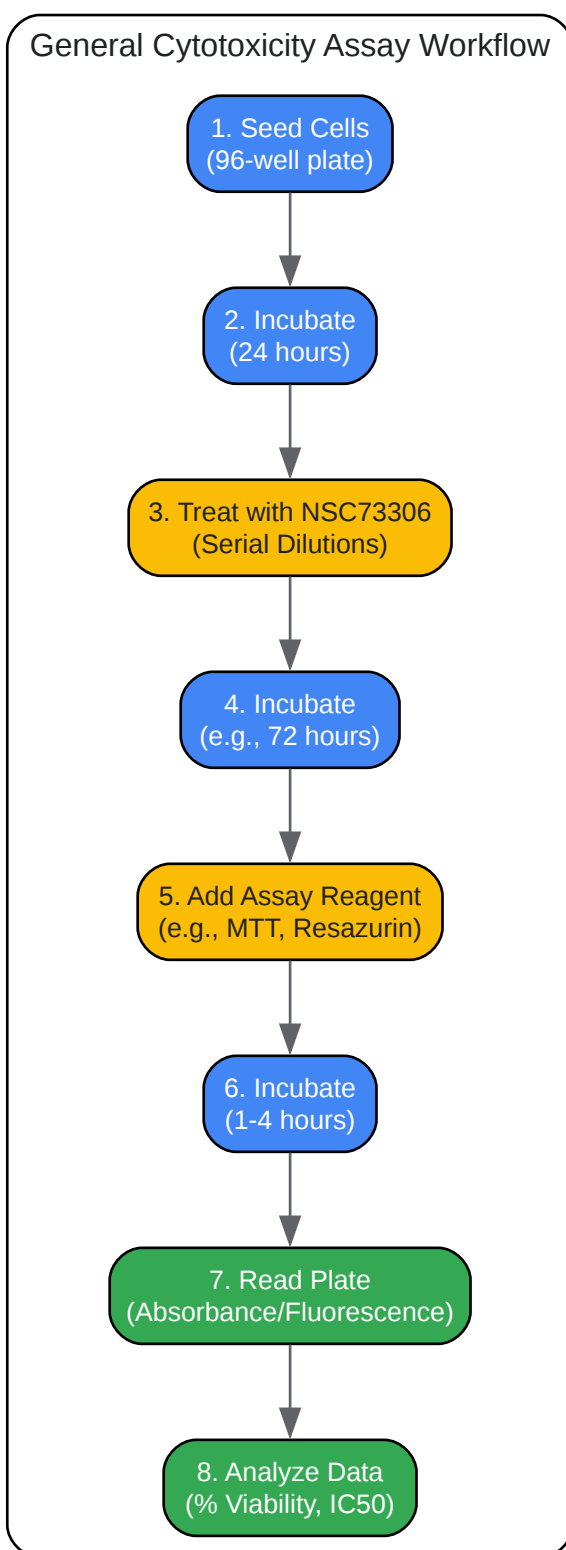 General Cytotoxicity Assay Workflow
1. Seed Cells
(96-well plate)
2. Incubate
(24 hours)
3. Treat with NSC73306
(Serial Dilutions)
4. Incubate
(e.g., 72 hours)
5. Add Assay Reagent
(e.g., MTT, Resazurin)
6. Incubate
(1-4 hours)
7. Read Plate
(Absorbance/Fluorescence)
8. Analyze Data
(% Viability, IC50)